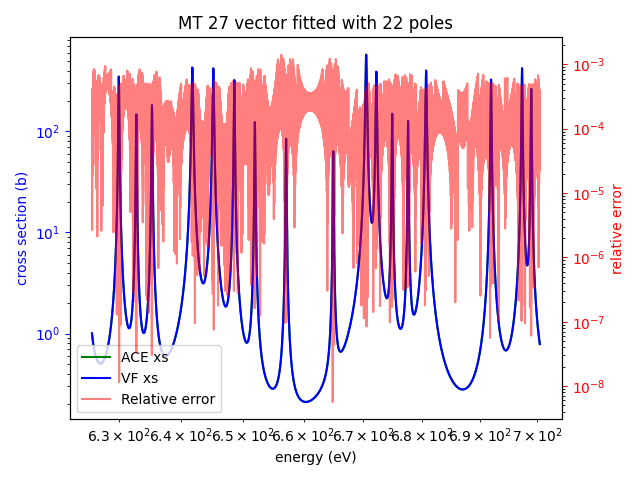 MT 27 vector fitted with 22 poles
cross section (b)
10²
10¹
10⁰
10⁻³
10⁻⁴
10⁻⁵
10⁻⁶
10⁻⁷
10⁻⁸
relative error
ACE xs
VF xs
Relative error
6.3 × 10² 6.4 × 10² 6.5 × 10² 6.6 × 10² 6.7 × 10² 6.8 × 10² 6.9 × 10² 7 × 10²
energy (eV)